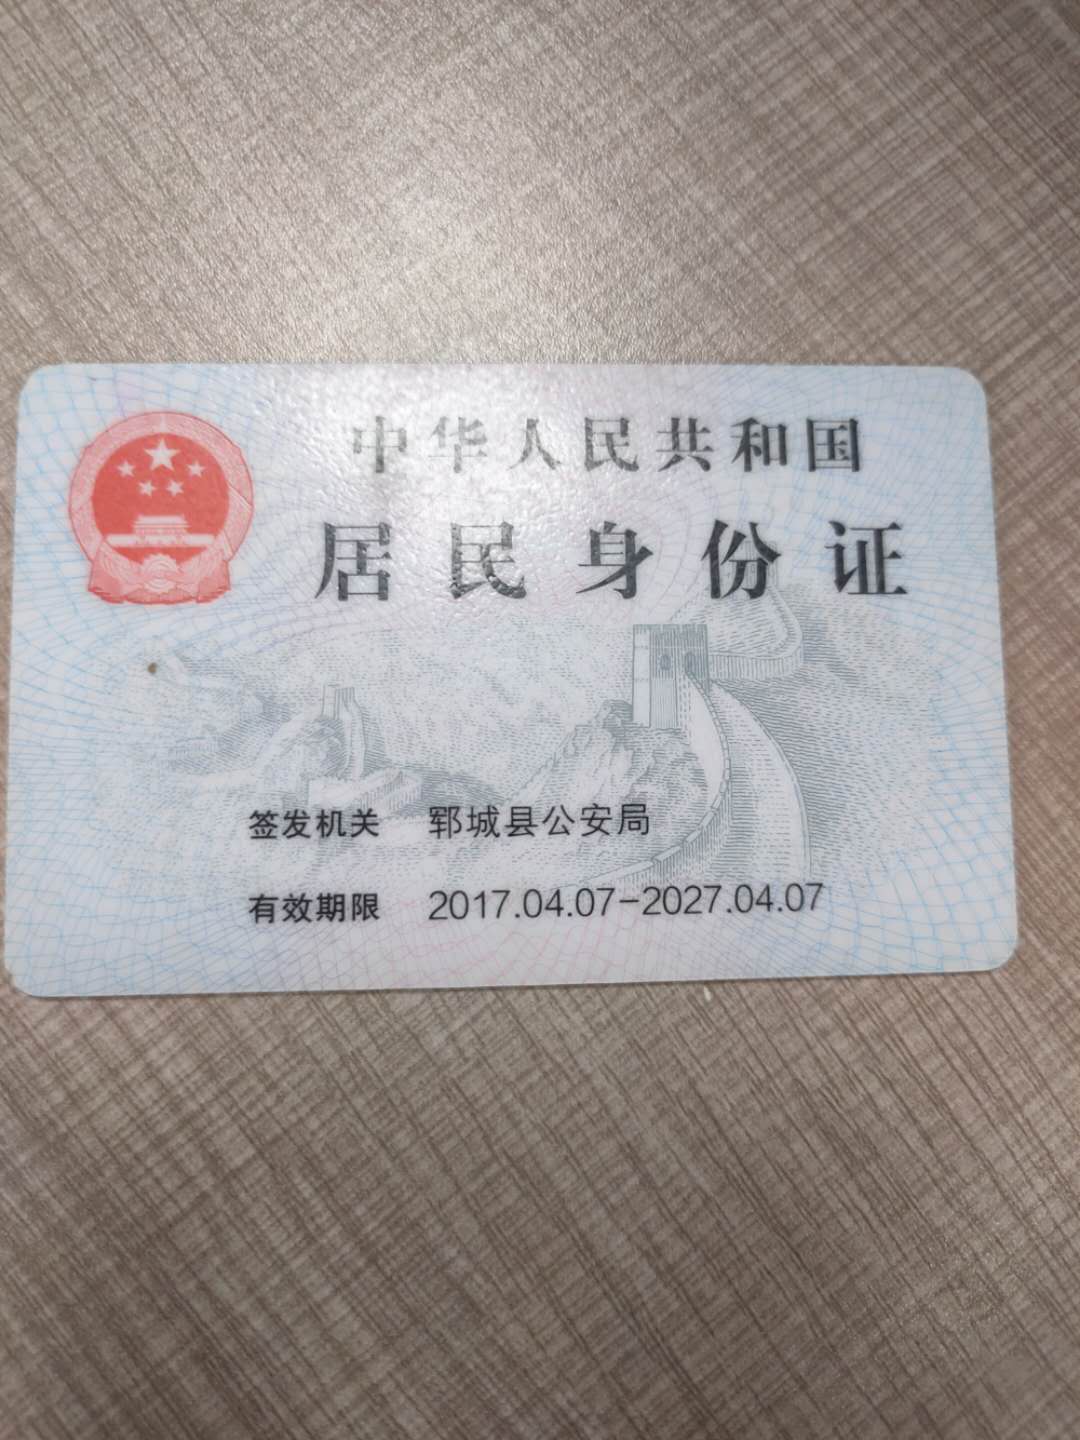 中华人民共和国
居民身份证
签发机关 郓城县公安局
有效期限 2017.04.07-2027.04.07